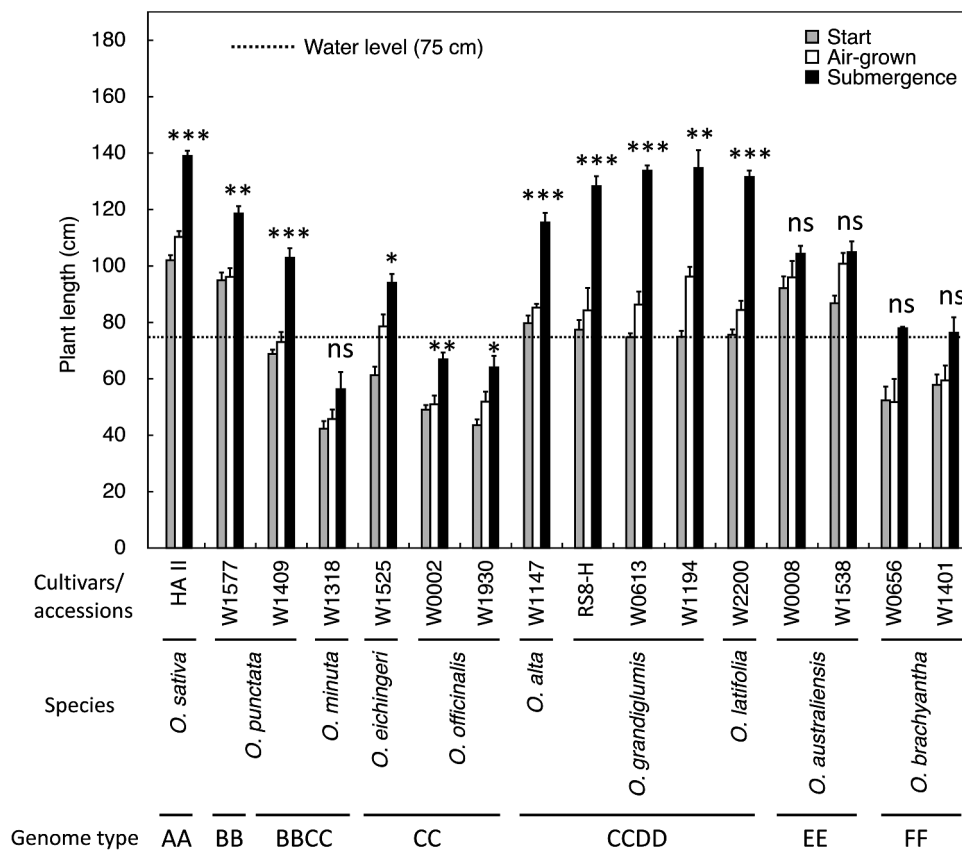 180
160
140
120
100
80
60
40
20
0
Plant length (cm)
Water level (75 cm)
Start
Air-grown
Submergence
***
**
***
ns
*
**
*
***
***
***
**
***
ns
ns
ns
ns
Cultivars/
accessions
HA II
W1577
W1409
W1318
W1525
W0002
W1930
W1147
RS8-H
W0613
W1194
W2200
W0008
W1538
W0656
W1401
Species
O. sativa
O. punctata
O. minuta
O. eichingeri
O. officinalis
O. alta
O. grandiglumis
O. latifolia
O. australiensis
O. brachyantha
Genome type
AA
BB
BBCC
CC
CCDD
EE
FF